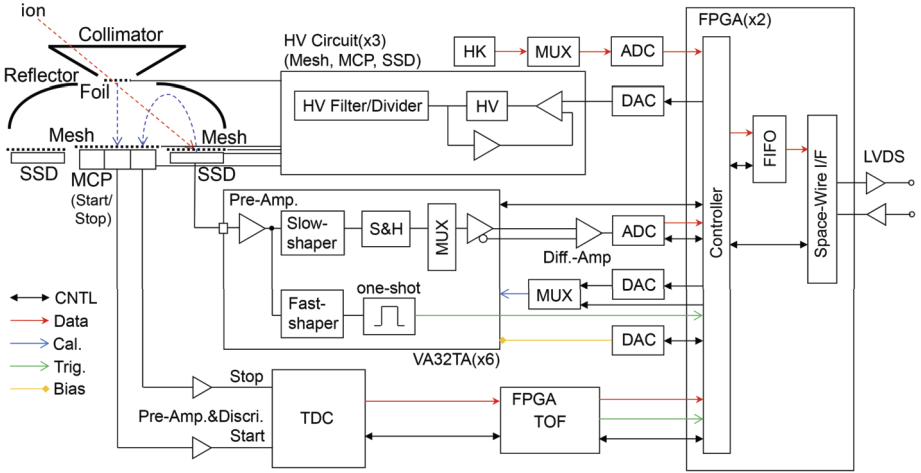 ion
Collimator
Reflector
Foil
Mesh
Mesh
SSD
MCP
(Start/
Stop)
SSD
HV Circuit(x3)
(Mesh, MCP, SSD)
HV Filter/Divider
HV
HK
MUX
ADC
DAC
FPGA(x2)
Controller
FIFO
Space-Wire I/F
LVDS
Pre-Amp.
Slow-
shaper
S&H
MUX
Diff.-Amp
ADC
Fast-
shaper
one-shot
MUX
DAC
DAC
VA32TA(x6)
CNTL
Data
Cal.
Trig.
Bias
Stop
Pre-Amp.&Discri.
Start
TDC
FPGA
TOF